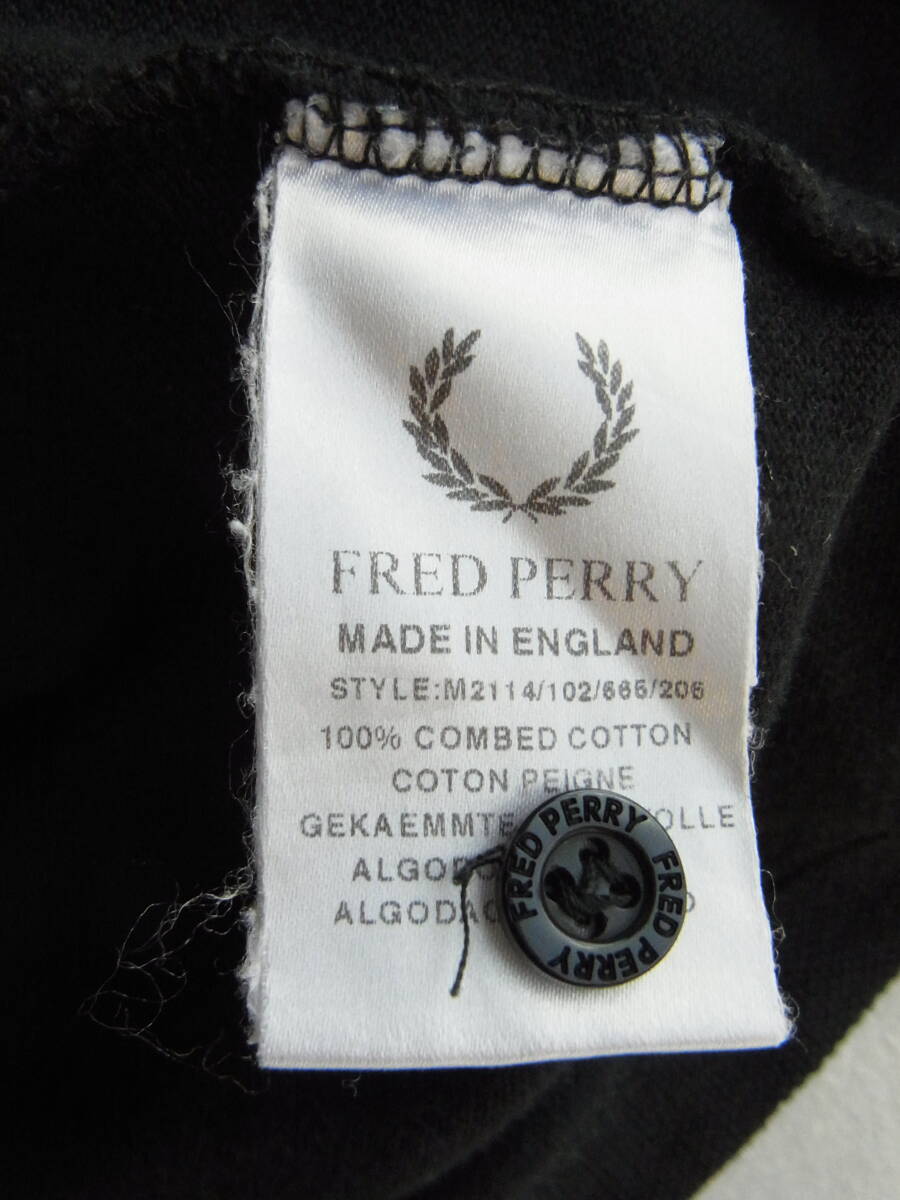 FRED PERRY
MADE IN ENGLAND
STYLE:M2114/102/665/206
100% COMBED COTTON
COTON PEIGNE
GEKAEMMTE
FRED PERRY
FRED PERRY